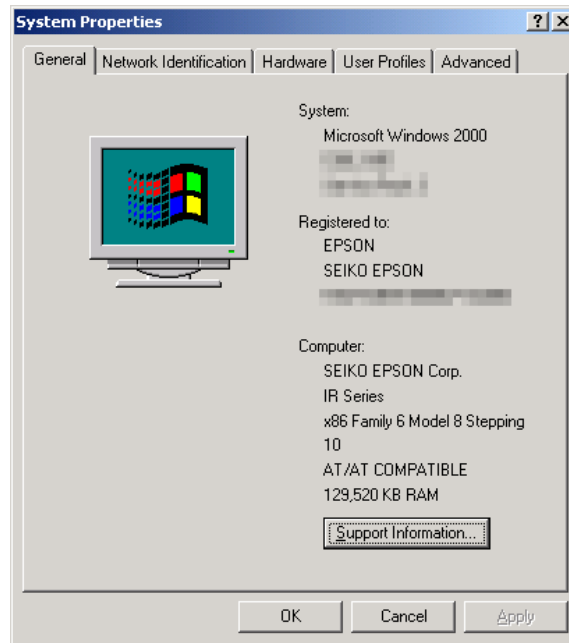 System Properties
General Network Identification Hardware User Profiles Advanced
System:
Microsoft Windows 2000
Registered to:
EPSON
SEIKO EPSON
Computer:
SEIKO EPSON Corp.
IR Series
x86 Family 6 Model 8 Stepping
10
AT/AT COMPATIBLE
129,520 KB RAM
Support Information...
OK Cancel Apply